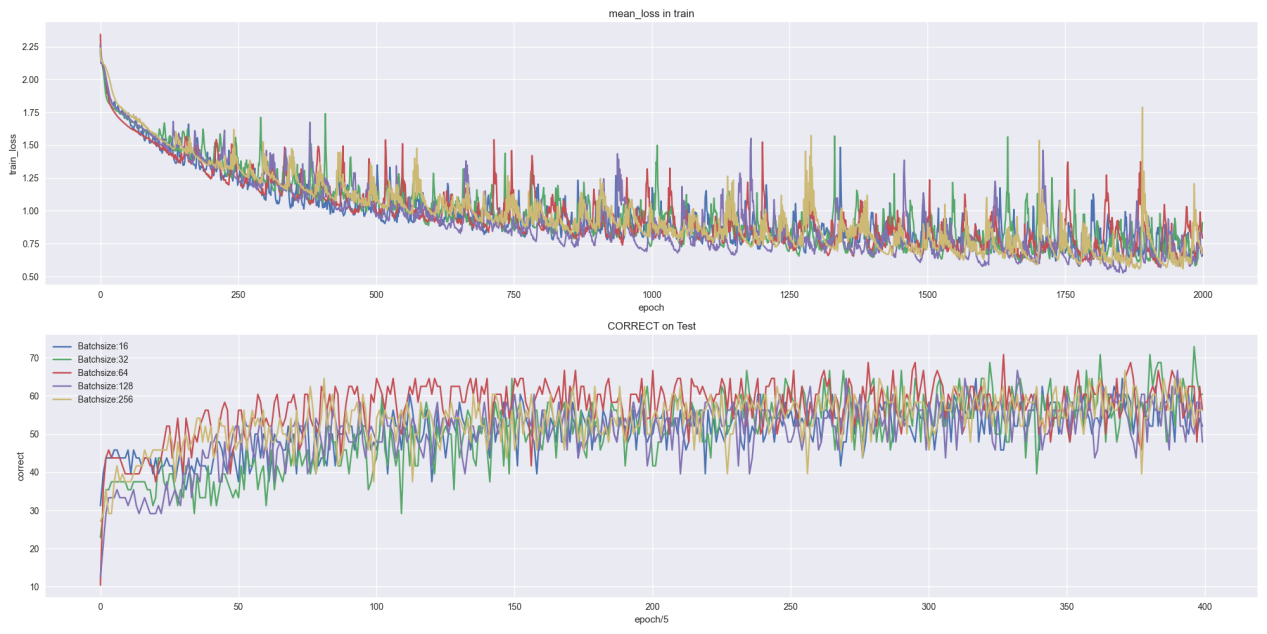 mean_loss in train
train_loss
2.25
2.00
1.75
1.50
1.25
1.00
0.75
0.50
0 250 500 750 1000 1250 1500 1750 2000
epoch
CORRECT on Test
correct
70
60
50
40
30
20
10
Batchsize:16
Batchsize:32
Batchsize:64
Batchsize:128
Batchsize:256
0 50 100 150 200 250 300 350 400
epoch/5